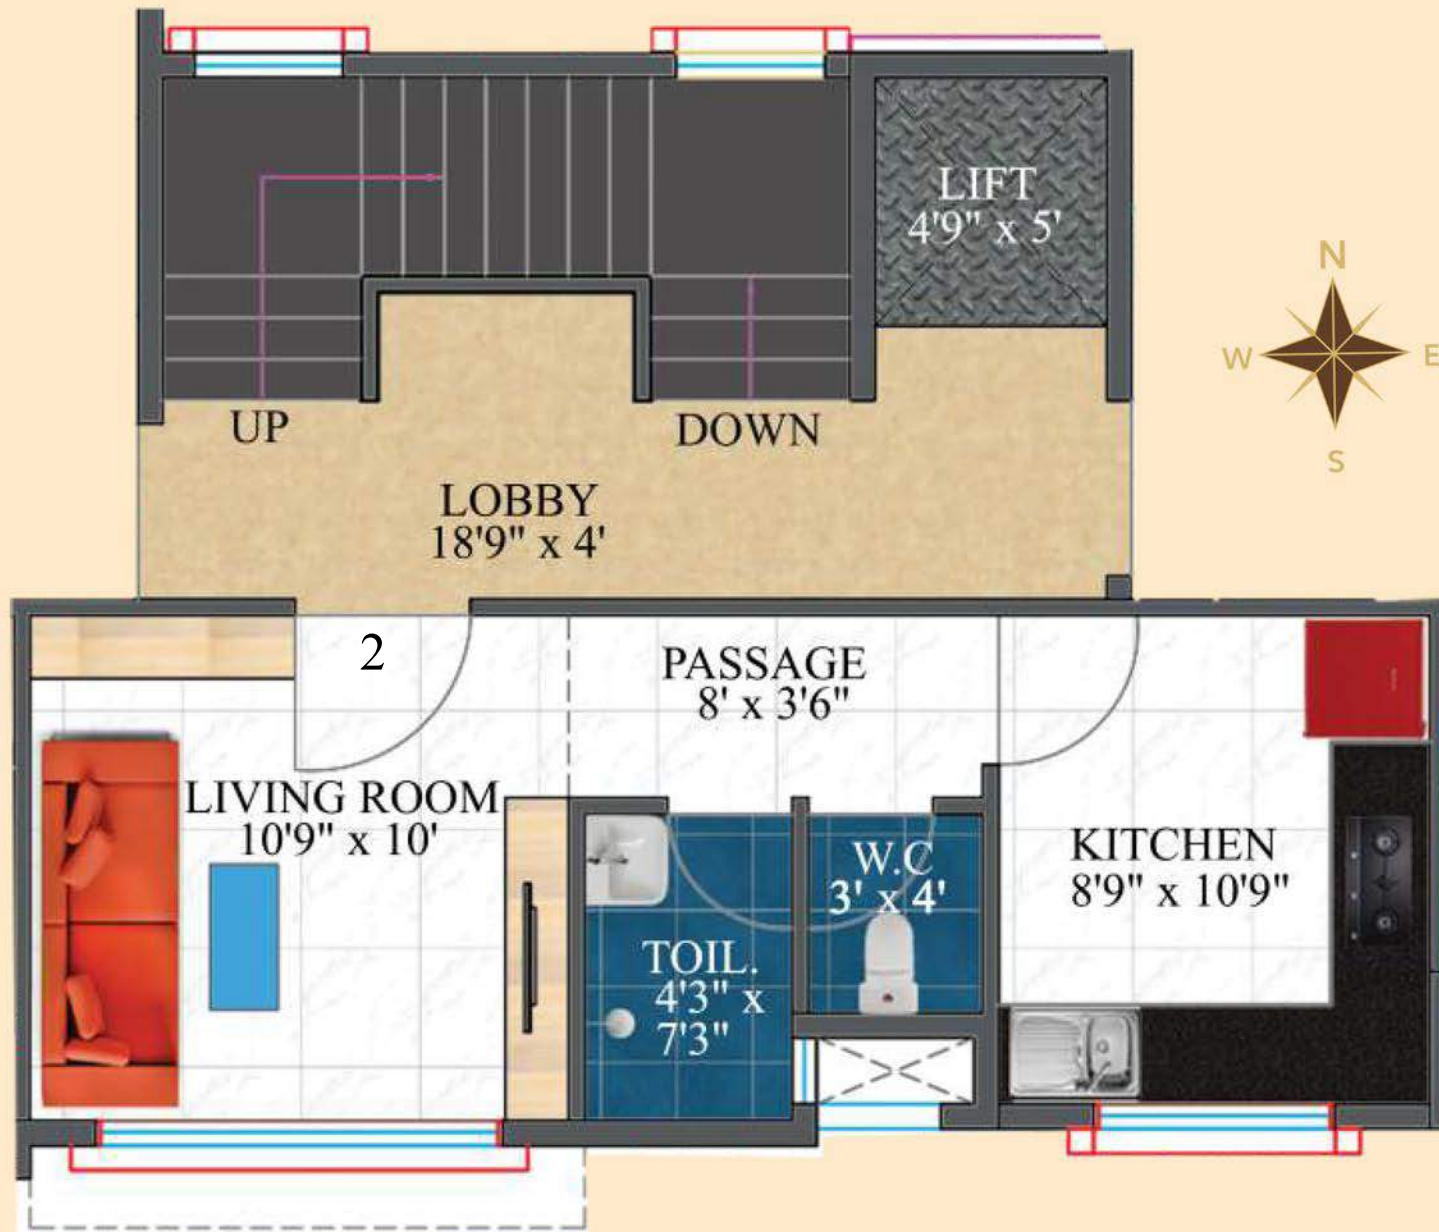 LIFT
4'9" x 5'
N
W
E
S
UP
DOWN
LOBBY
18'9" x 4'
2
PASSAGE
8' x 3'6"
LIVING ROOM
10'9" x 10'
W.C
3' x 4'
KITCHEN
8'9" x 10'9"
TOIL.
4'3" x
7'3"